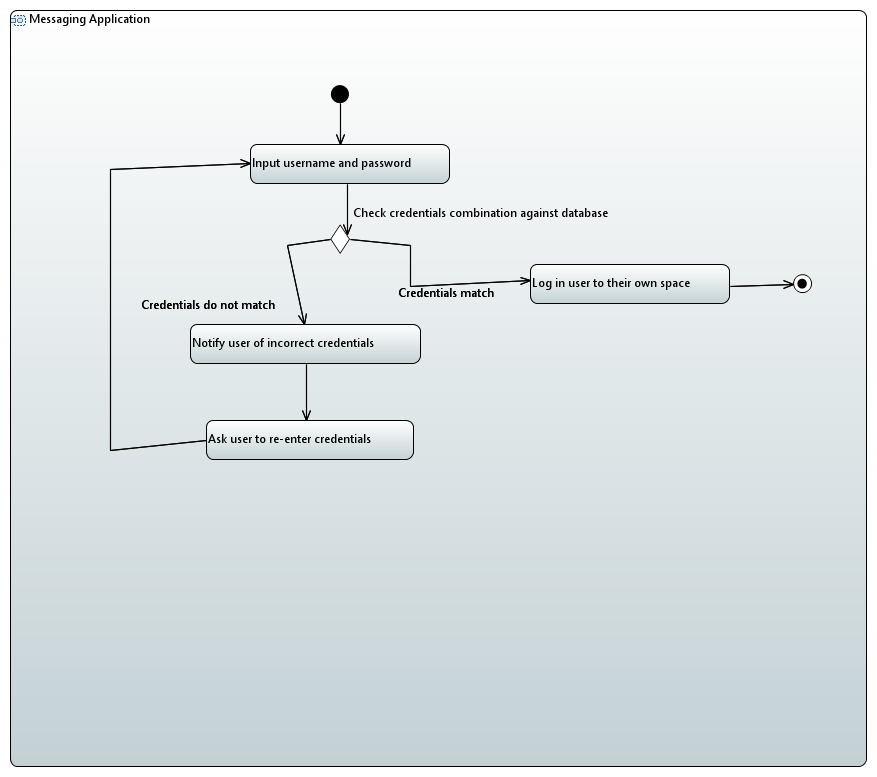 Messaging Application
Input username and password
Check credentials combination against database
Log in user to their own space
Credentials match
Credentials do not match
Notify user of incorrect credentials
Ask user to re-enter credentials